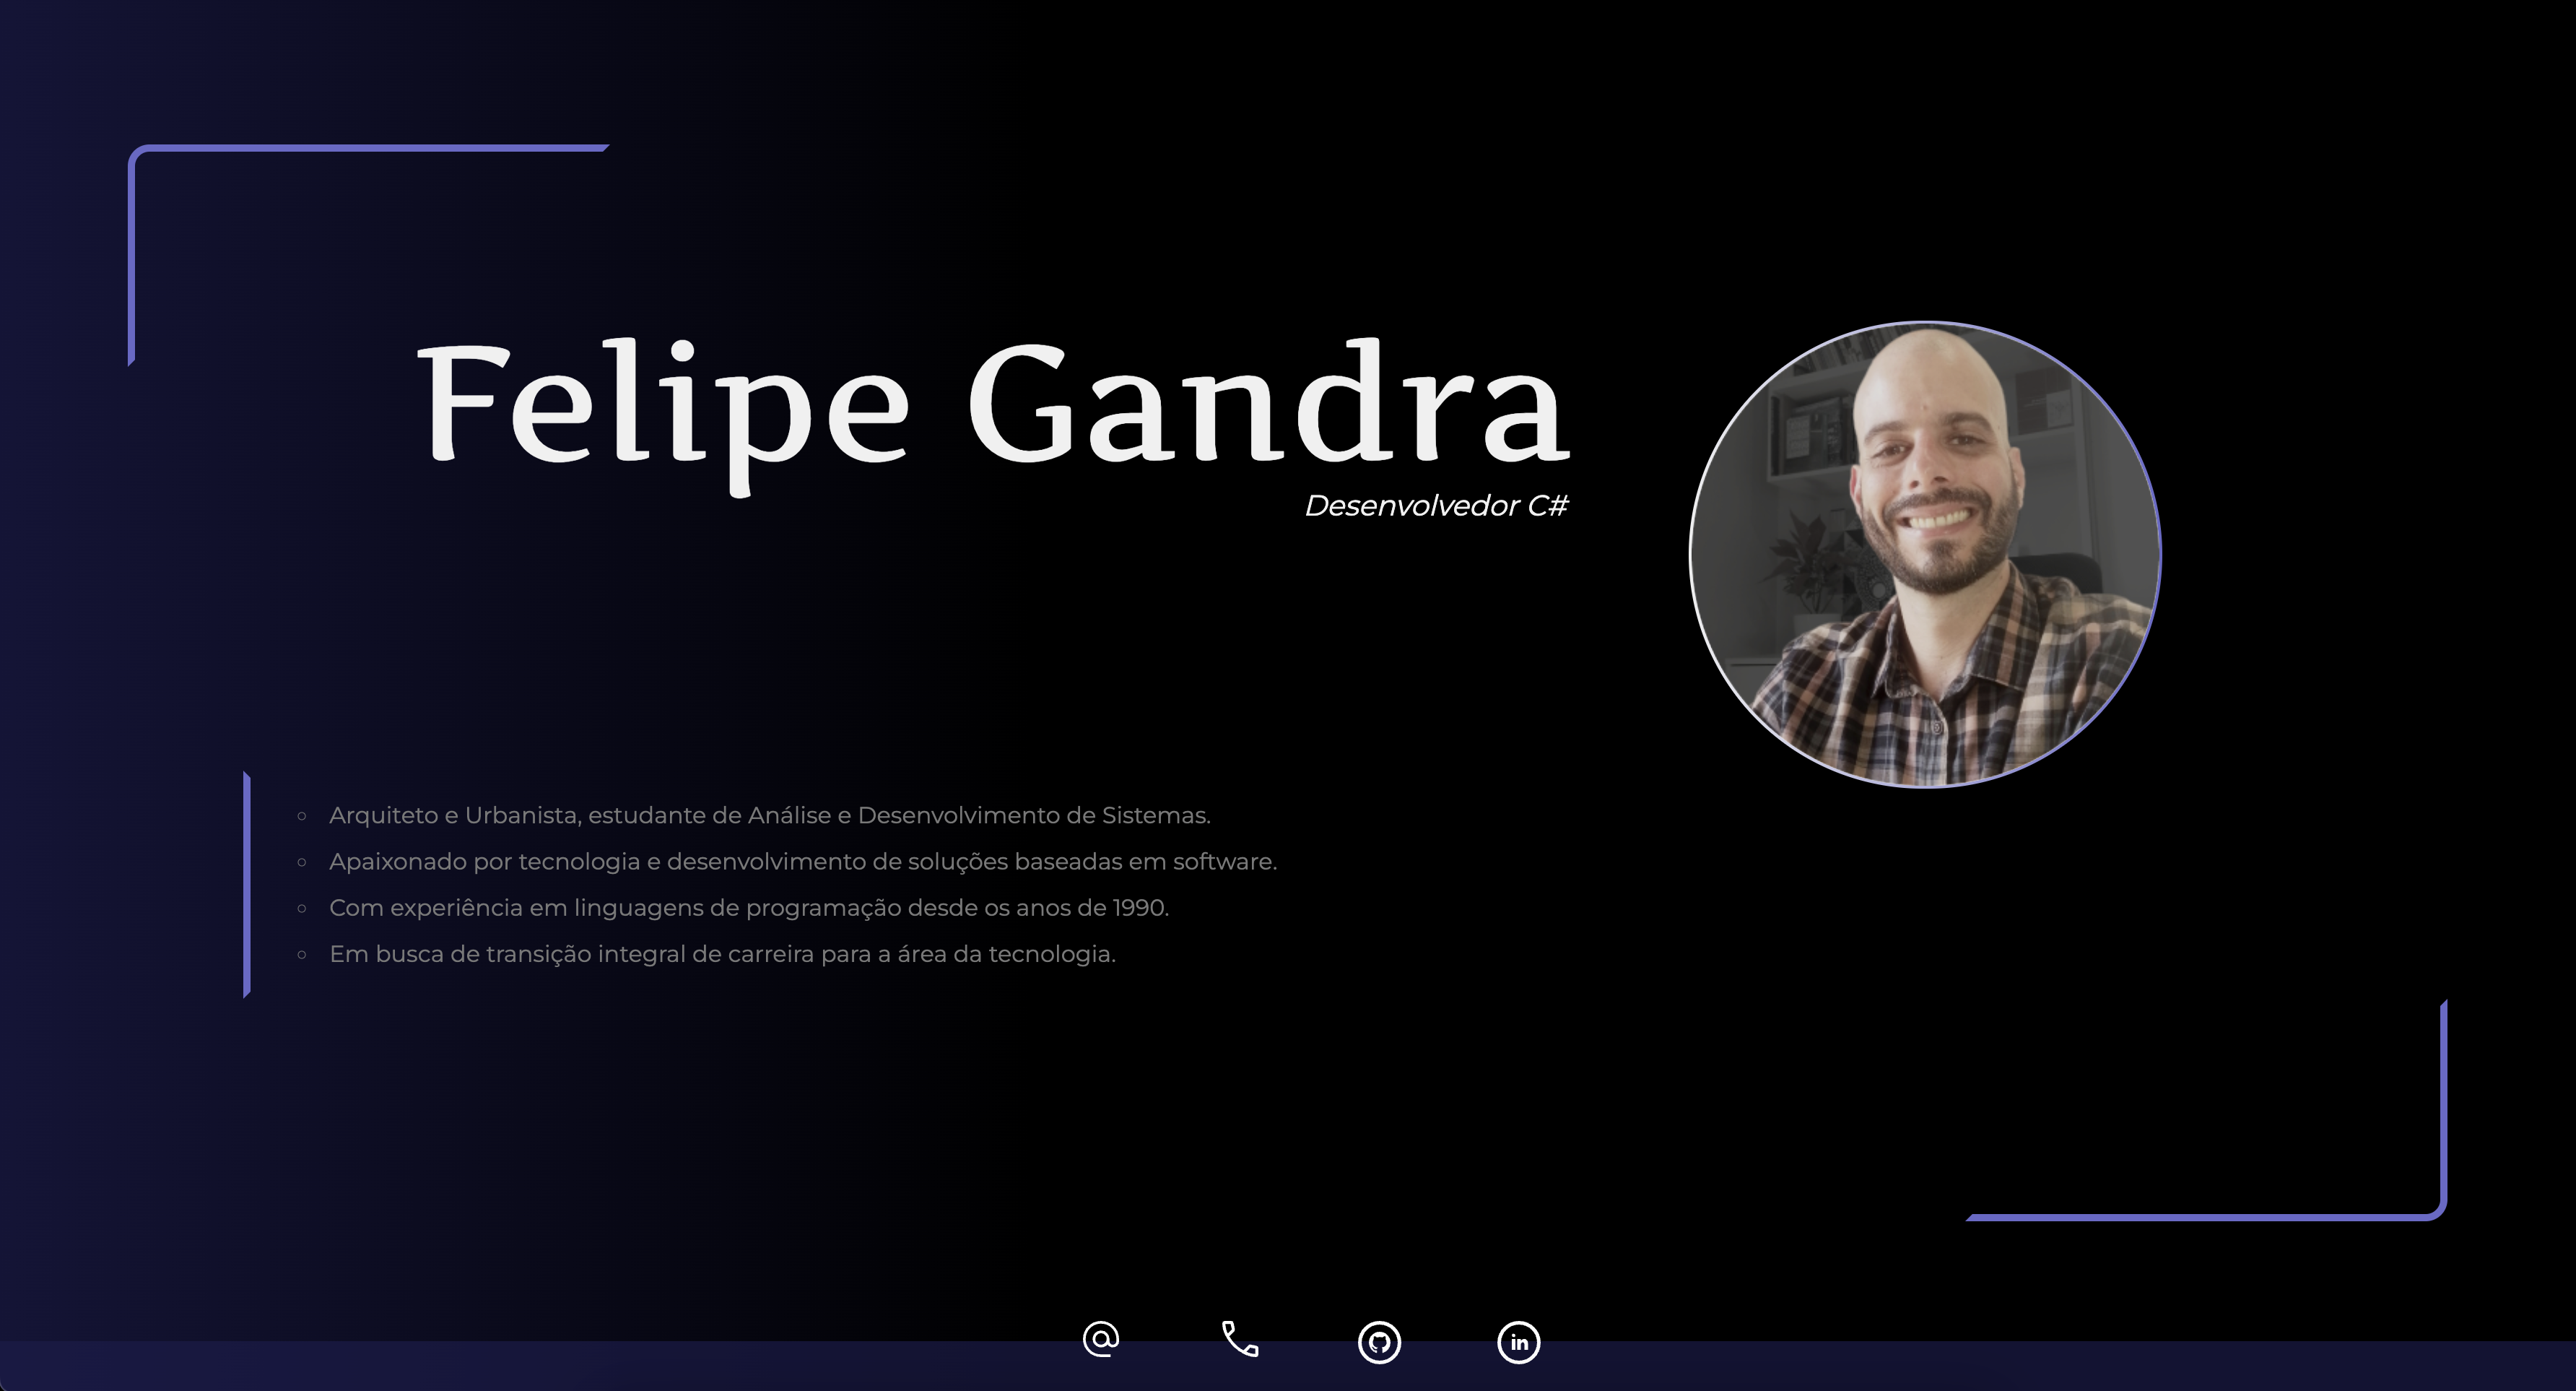 Felipe Gandra
Desenvolvedor C#
Arquiteto e Urbanista, estudante de Análise e Desenvolvimento de Sistemas.
Apaixonado por tecnologia e desenvolvimento de soluções baseadas em software.
Com experiência em linguagens de programação desde os anos de 1990.
Em busca de transição integral de carreira para a área da tecnologia.
@ in